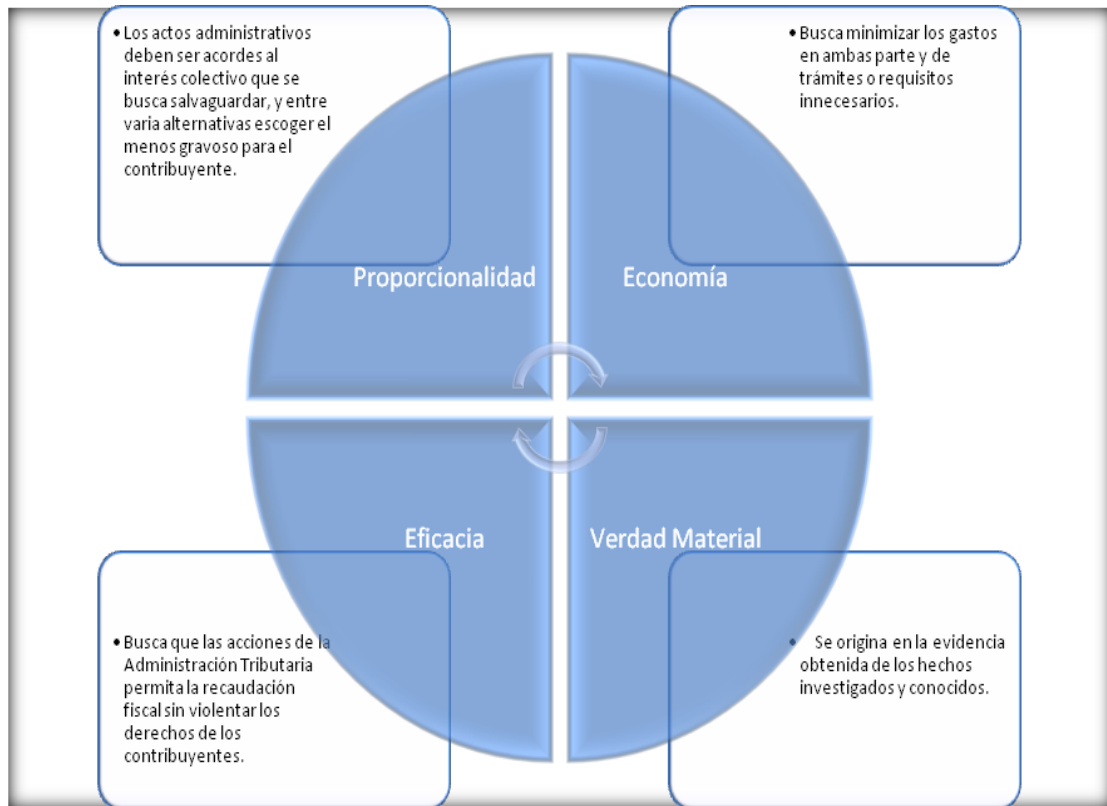 • Los actos administrativos
deben ser acordes al
interés colectivo que se
busca salvaguardar, y entre
varia alternativas escoger el
menos gravoso para el
contribuyente.
• Busca minimizar los gastos
en ambas parte y de
trámites o requisitos
innecesarios.
Proporcionalidad
Economía
Eficacia
Verdad Material
• Busca que las acciones de la
Administración Tributaria
permita la recaudación
fiscal sin violentar los
derechos de los
contribuyentes.
• Se origina en la evidencia
obtenida de los hechos
investigados y conocidos.